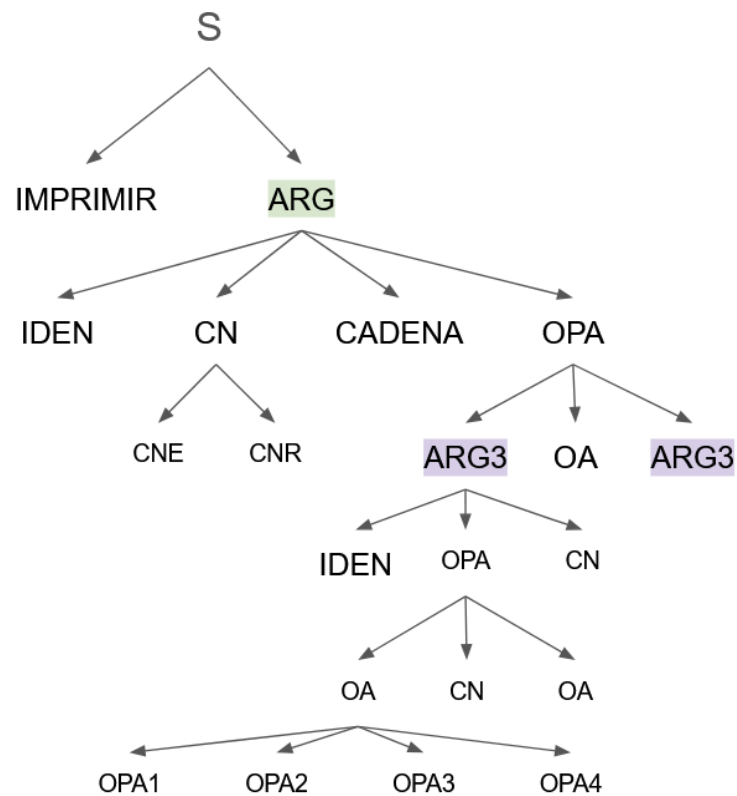 S
IMPRIMIR ARG
IDEN CN CADENA OPA
CNE CNR ARG3 OA ARG3
IDEN OPA CN
OA CN OA
OPA1 OPA2 OPA3 OPA4